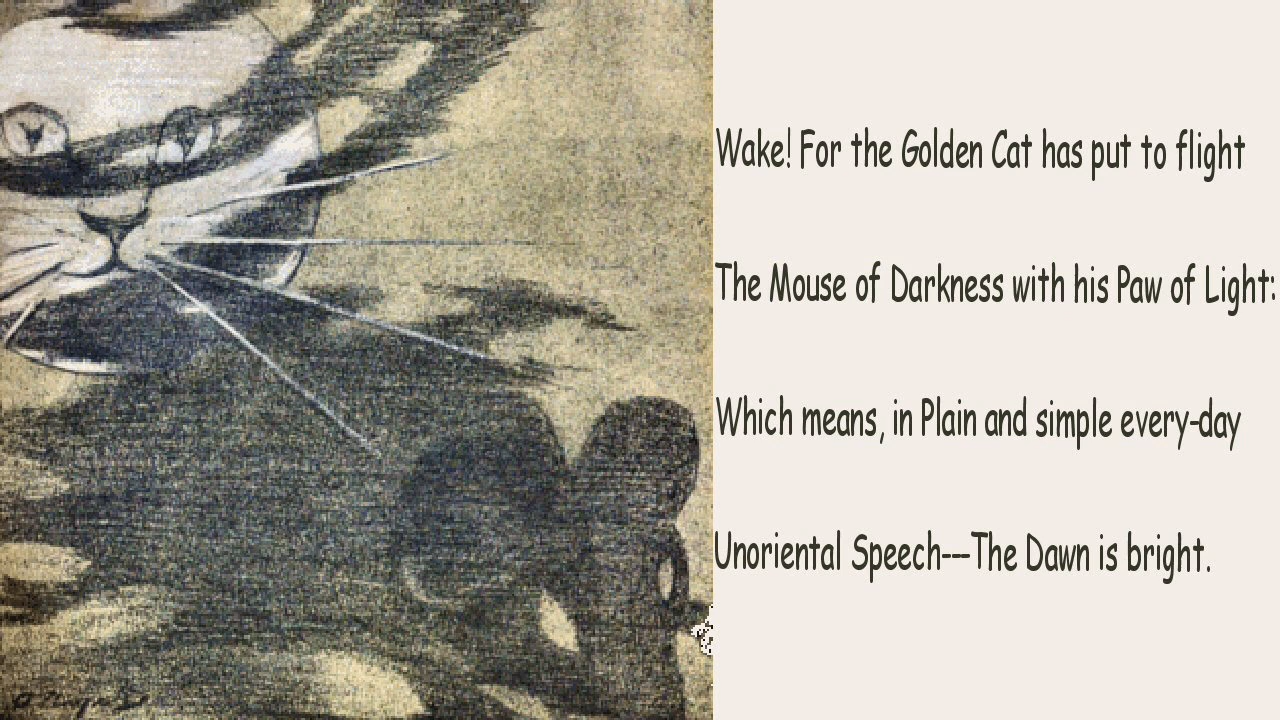 Wake! For the Golden Cat has put to flight
The Mouse of Darkness with his Paw of Light:
Which means, in Plain and simple every-day
Unoriental Speech---The Dawn is bright.